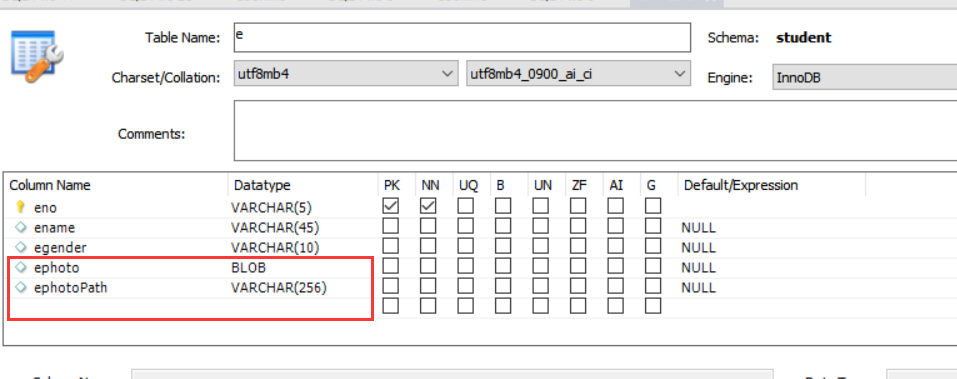 Table Name: e Schema: student
Charset/Collation: utf8mb4 utf8mb4_0900_ai_ci Engine: InnoDB
Comments:
Column Name Datatype PK NN UQ B UN ZF AI G Default/Expression
eno VARCHAR(5)
ename VARCHAR(45) NULL
egender VARCHAR(10) NULL
ephoto BLOB NULL
ephotoPath VARCHAR(256) NULL